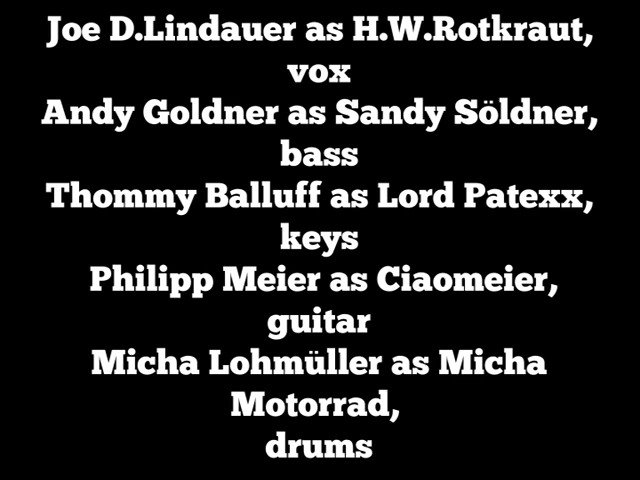 Joe D.Lindauer as H.W.Rotkraut,
vox
Andy Goldner as Sandy Söldner,
bass
Thommy Balluff as Lord Patexx,
keys
Philipp Meier as Ciaomeier,
guitar
Micha Lohmüller as Micha
Motorrad,
drums